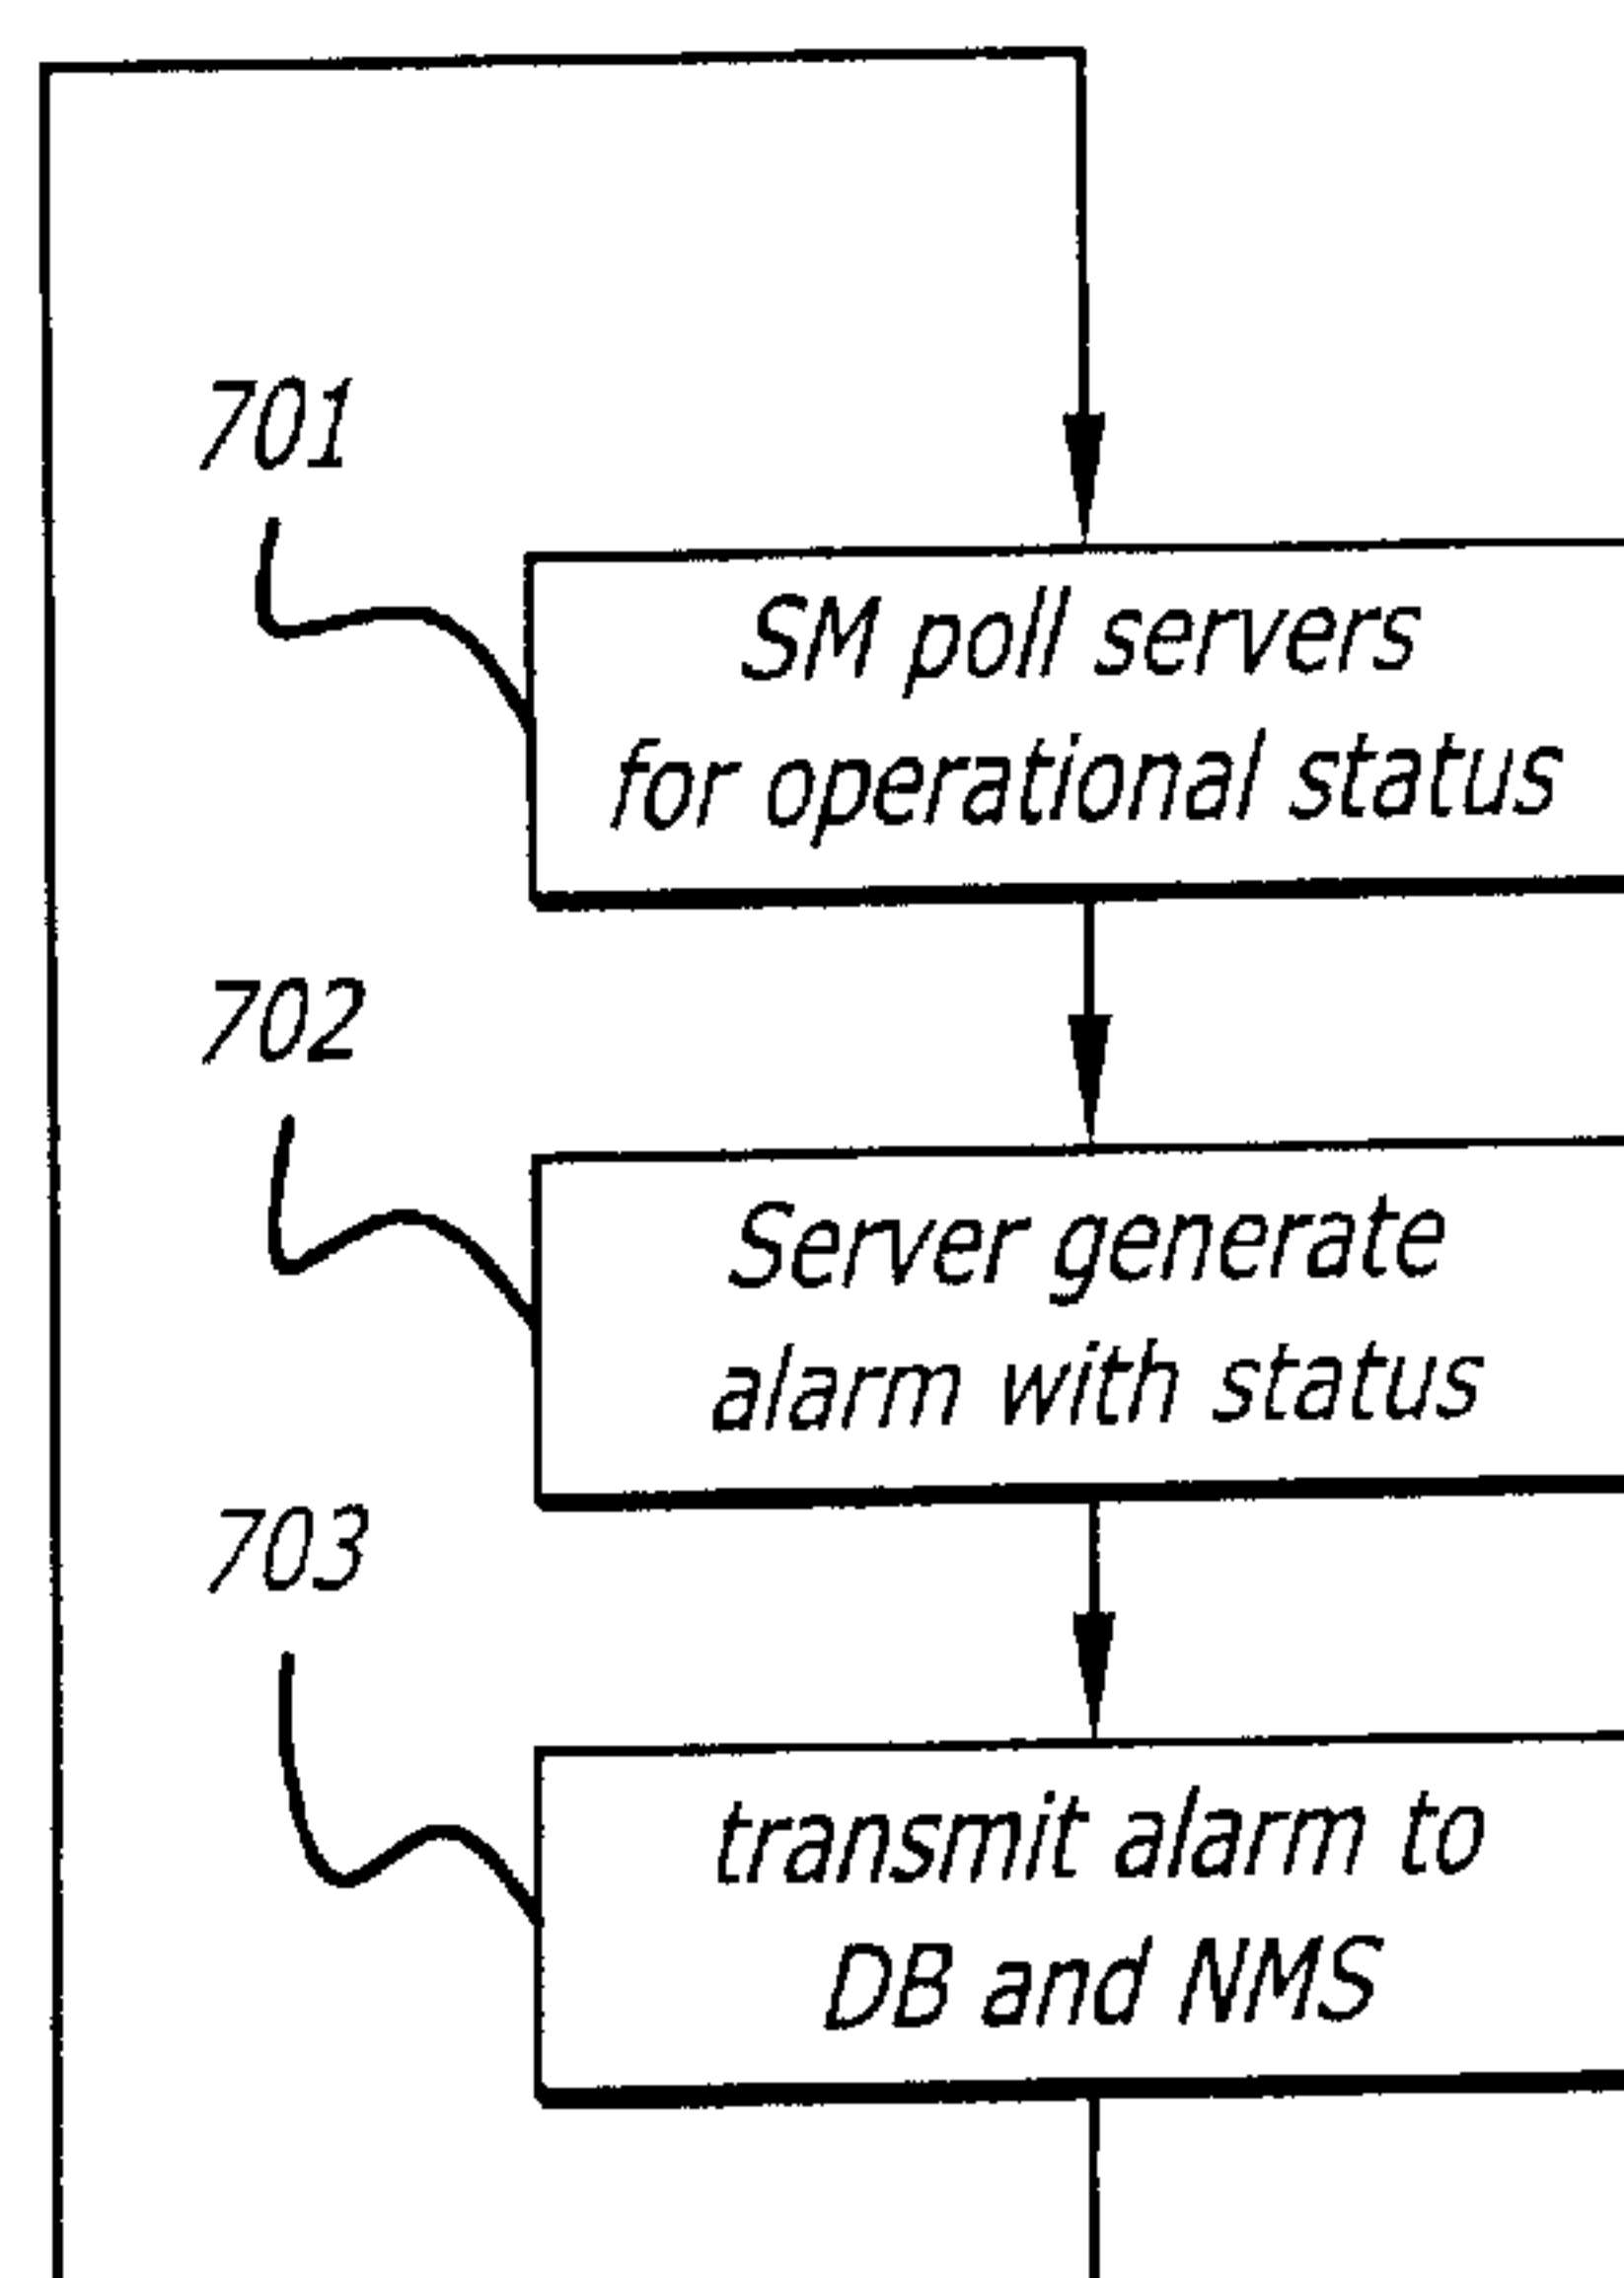 701
SM poll servers
for operational status
702
Server generate
alarm with status
703
transmit alarm to
DB and NMS